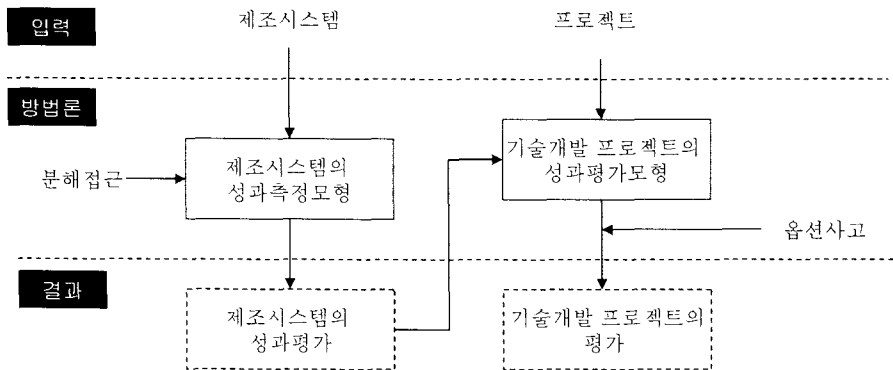 입력
제조시스템
프로젝트
방법론
분해접근
제조시스템의
성과측정모형
기술개발 프로젝트의
성과평가모형
옵션사고
결과
제조시스템의
성과평가
기술개발 프로젝트의
평가